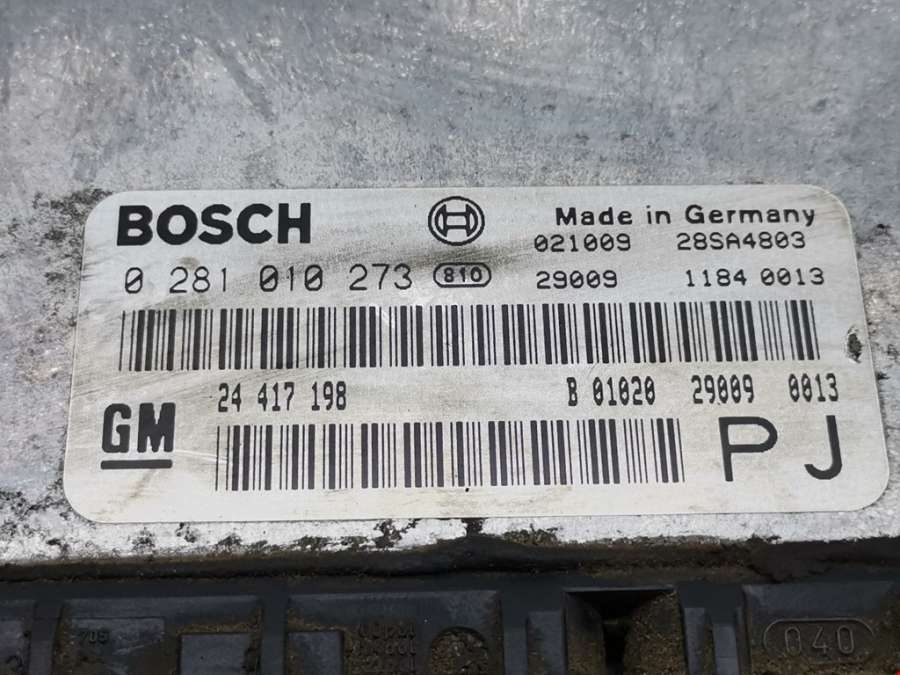 BOSCH
Made in Germany
021009 28SA4803
0 281 010 273 810
29009 1184 0013
24 417 198
B 01020 29009 0013
GM
PJ
705
040